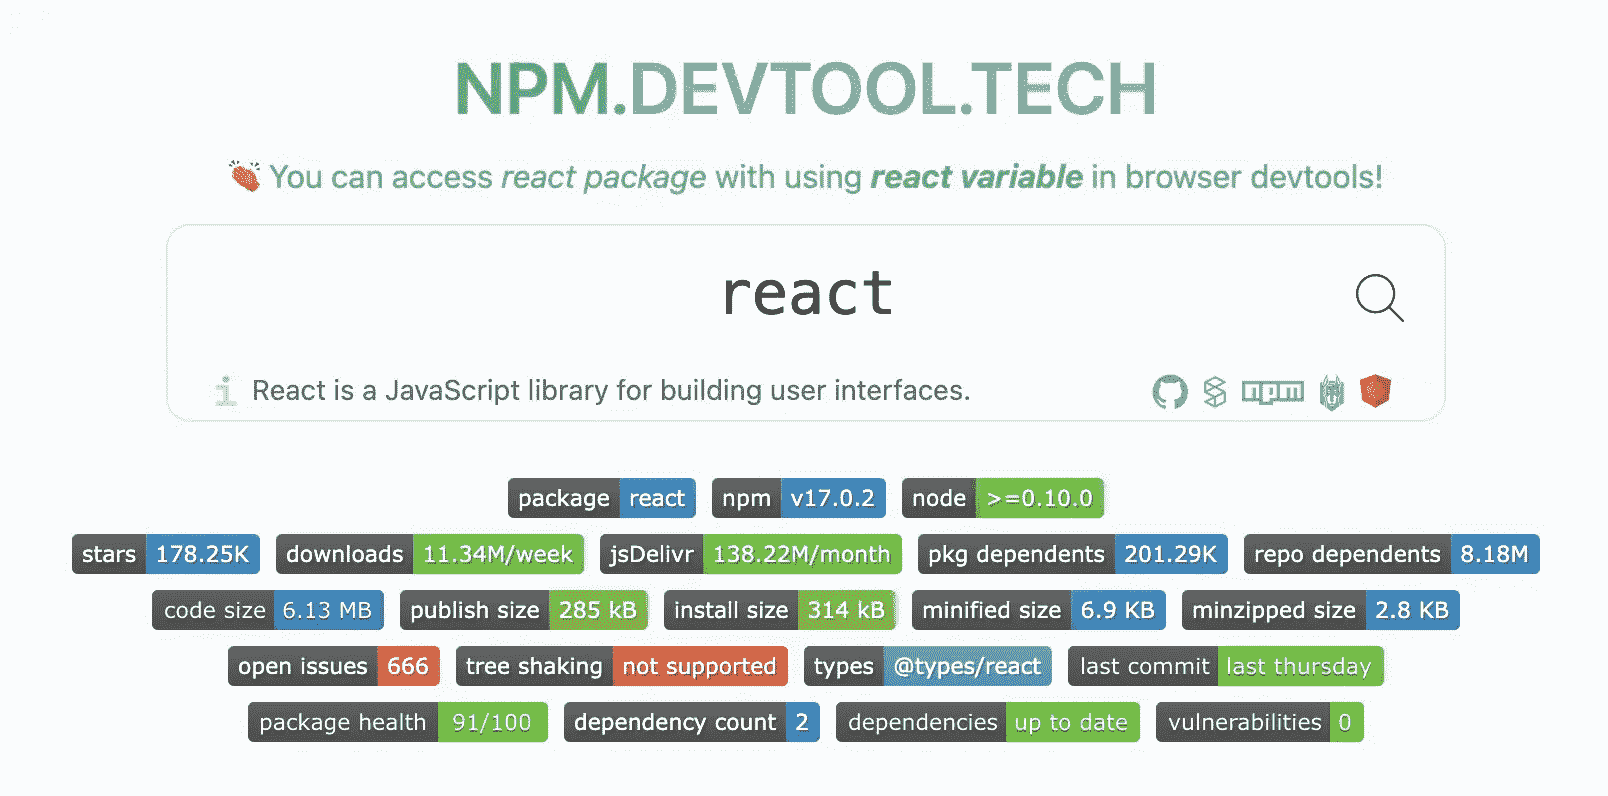 NPM.DEVTOOL.TECH
👏 You can access react package with using react variable in browser devtools!
react
i React is a JavaScript library for building user interfaces. npm
package react npm v17.0.2 node >=0.10.0
stars 178.25K downloads 11.34M/week jsDelivr 138.22M/month pkg dependents 201.29K repo dependents 8.18M
code size 6.13 MB publish size 285 kB install size 314 kB minified size 6.9 KB minzipped size 2.8 KB
open issues 666 tree shaking not supported types @types/react last commit last thursday
package health 91/100 dependency count 2 dependencies up to date vulnerabilities 0